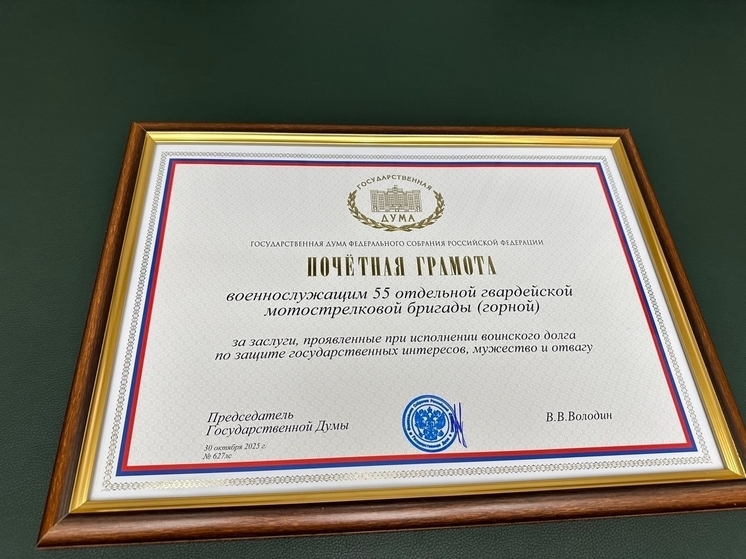 ГОСУДАРСТВЕННАЯ
ДУМА
ГОСУДАРСТВЕННАЯ ДУМА ФЕДЕРАЛЬНОГО СОБРАНИЯ РОССИЙСКОЙ ФЕДЕРАЦИИ
ПОЧЁТНАЯ ГРАМОТА
военнослужащим 55 отдельной гвардейской
мотострелковой бригады (горной)
за заслуги, проявленные при исполнении воинского долга
по защите государственных интересов, мужество и отвагу
Председатель
Государственной Думы
В.В.Володин
30 октября 2025 г.
№ 627лс